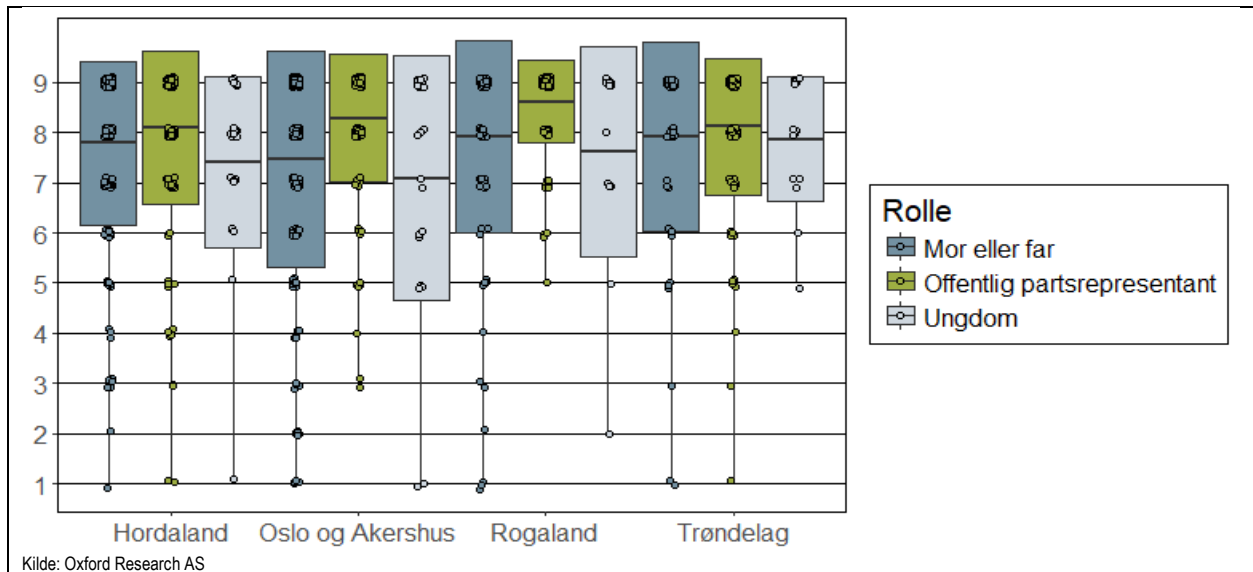 9
8
7
6
5
4
3
2
1
Hordaland Oslo og Akershus Rogaland Trøndelag
Rolle
Mor eller far
Offentlig partsrepresentant
Ungdom
Kilde: Oxford Research AS